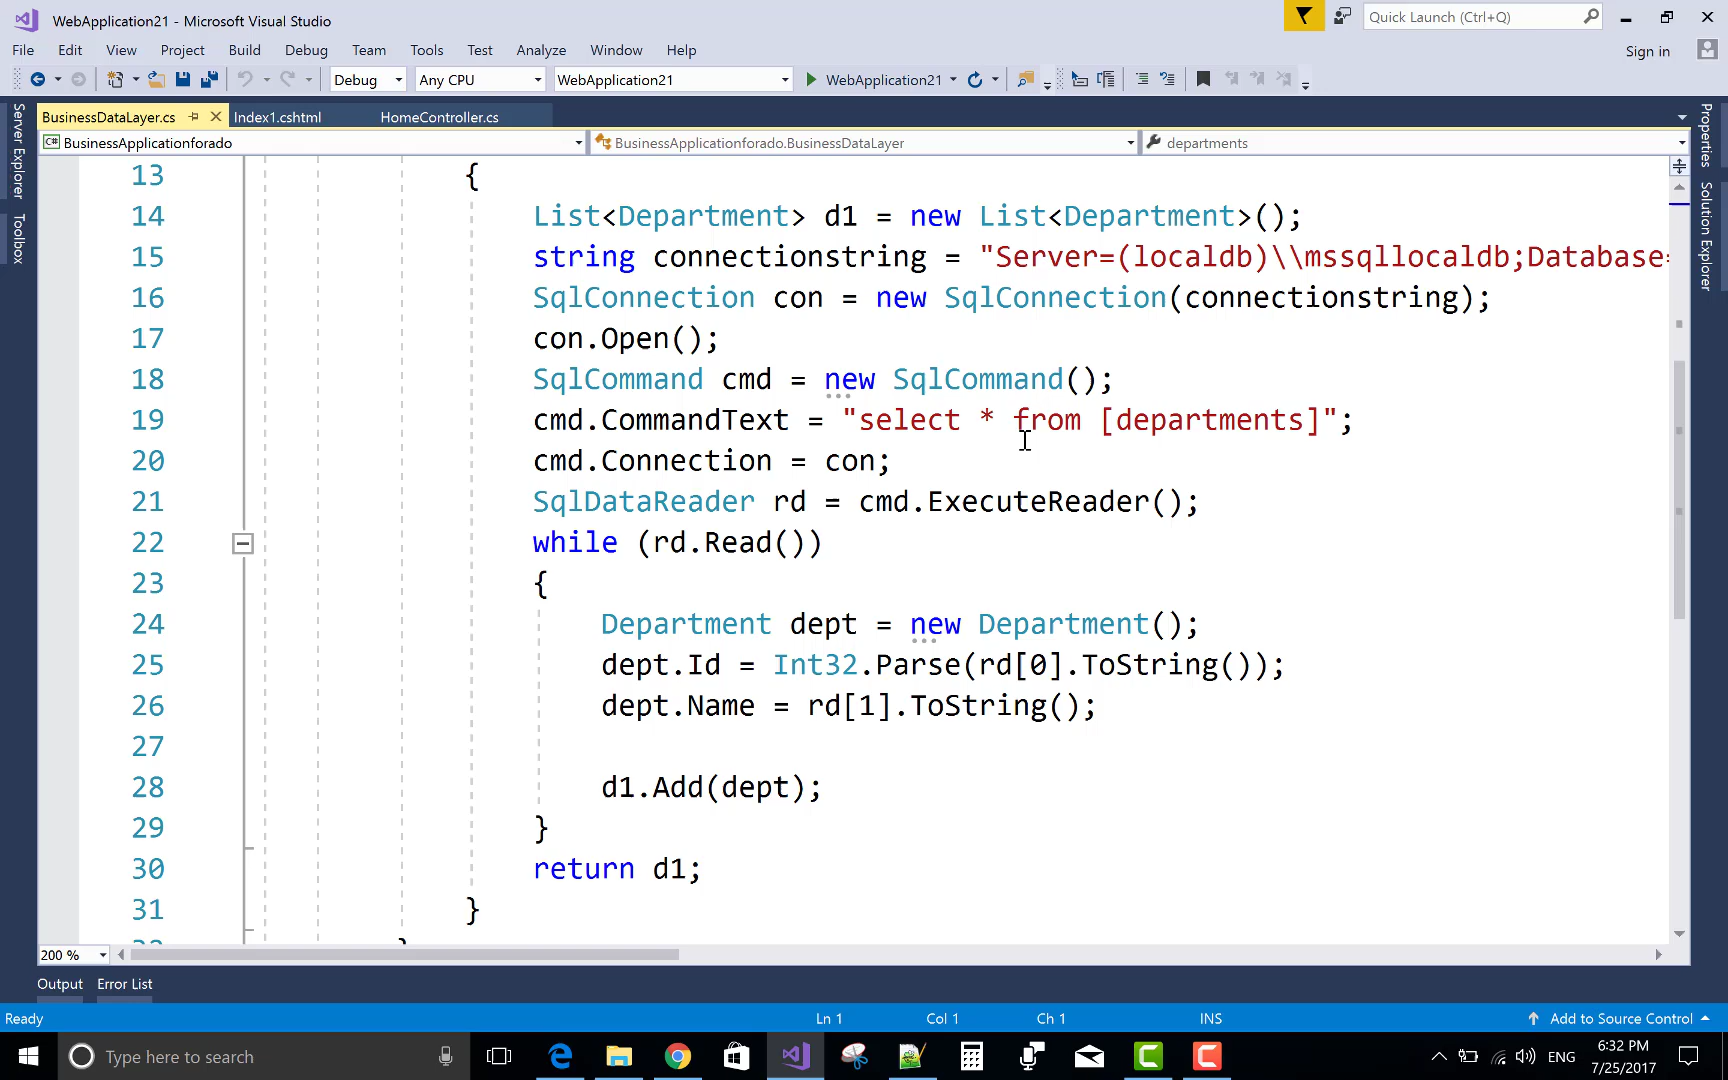 WebApplication21 - Microsoft Visual Studio
Quick Launch (Ctrl+Q)
File Edit View Project Build Debug Team Tools Test Analyze Window Help
Sign in
Debug Any CPU WebApplication21 WebApplication21
BusinessDataLayer.cs Index1.cshtml HomeController.cs
C# BusinessApplicationforado BusinessApplicationforado.BusinessDataLayer departments
Server Explorer
Toolbox
Properties
Solution Explorer
13 {
14 List<Department> d1 = new List<Department>();
15 string connectionstring = "Server=(localdb)\\mssqllocaldb;Database=
16 SqlConnection con = new SqlConnection(connectionstring);
17 con.Open();
18 SqlCommand cmd = new SqlCommand();
19 cmd.CommandText = "select * from [departments]";
20 cmd.Connection = con;
21 SqlDataReader rd = cmd.ExecuteReader();
22 while (rd.Read())
23 {
24 Department dept = new Department();
25 dept.Id = Int32.Parse(rd[0].ToString());
26 dept.Name = rd[1].ToString();
27
28 d1.Add(dept);
29 }
30 return d1;
31 }
200 %
Output Error List
Ready Ln 1 Col 1 Ch 1 INS Add to Source Control
Type here to search
ENG 6:32 PM
7/25/2017